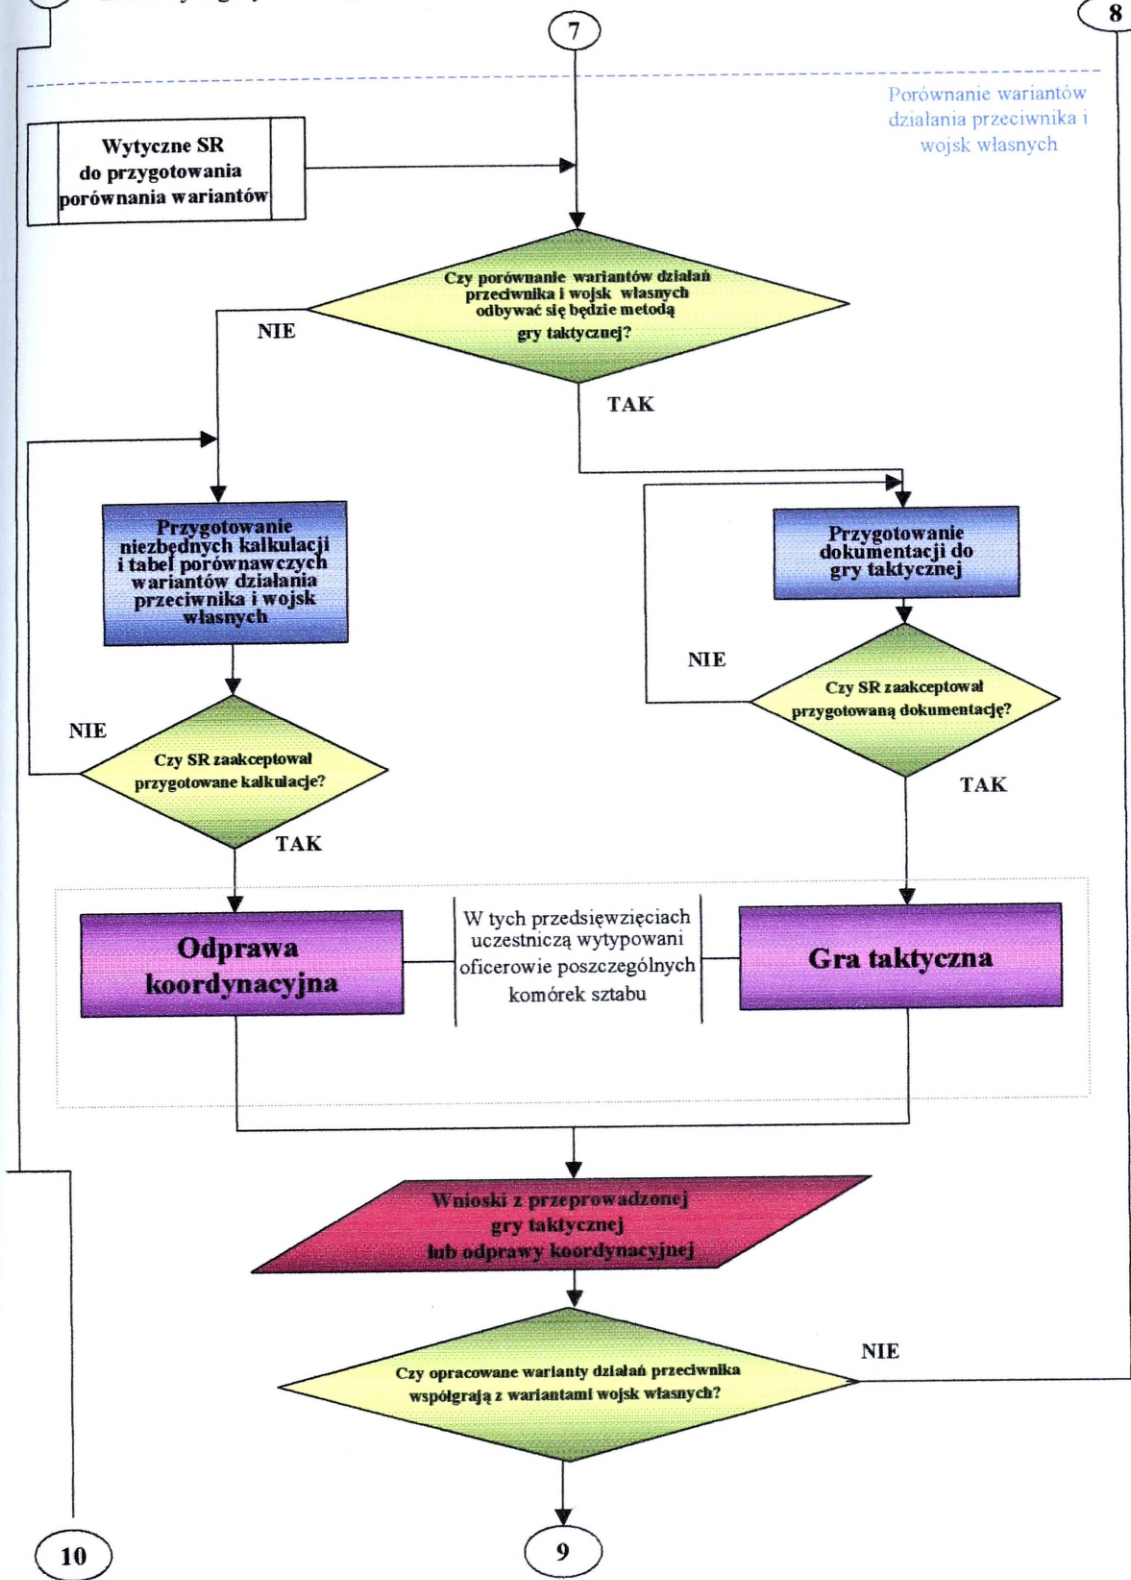 7
8
Porównanie wariantów
działania przeciwnika i
wojsk własnych
Wytyczne SR
do przygotowania
porównania wariantów
Czy porównanie wariantów działań
przeciwnika i wojsk własnych
odbywać się będzie metodą
gry taktycznej?
NIE
TAK
Przygotowanie
niezbędnych kalkulacji
i tabel porównawczych
wariantów działania
przeciwnika i wojsk
własnych
Przygotowanie
dokumentacji do
gry taktycznej
NIE
Czy SR zaakceptował
przygotowaną dokumentację?
NIE
Czy SR zaakceptował
przygotowane kalkulacje?
TAK
TAK
Odprawa
koordynacyjna
W tych przedsięwzięciach
uczestniczą wytypowani
oficerowie poszczególnych
komórek sztabu
Gra taktyczna
Wnioski z przeprowadzonej
gry taktycznej
lub odprawy koordynacyjnej
Czy opracowane warianty działań przeciwnika
współgrają z wariantami wojsk własnych?
NIE
10
9